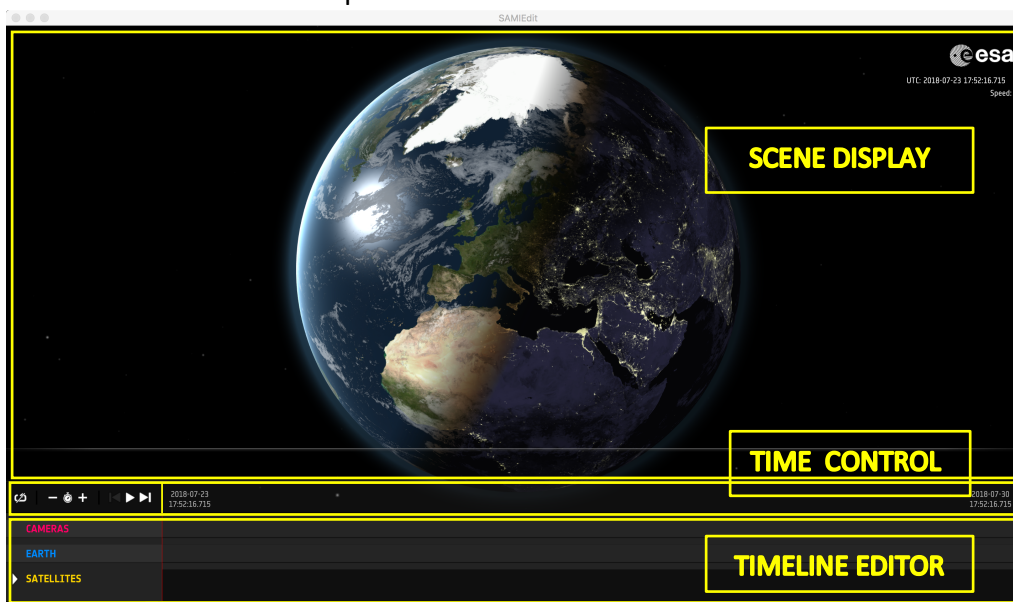 SAMIEdit
esa
UTC: 2018-07-23 17:52:16.715
Speed:
SCENE DISPLAY
TIME CONTROL
2018-07-23
17:52:16.715
2018-07-30
17:52:16.715
CAMERAS
EARTH
TIMELINE EDITOR
SATELLITES